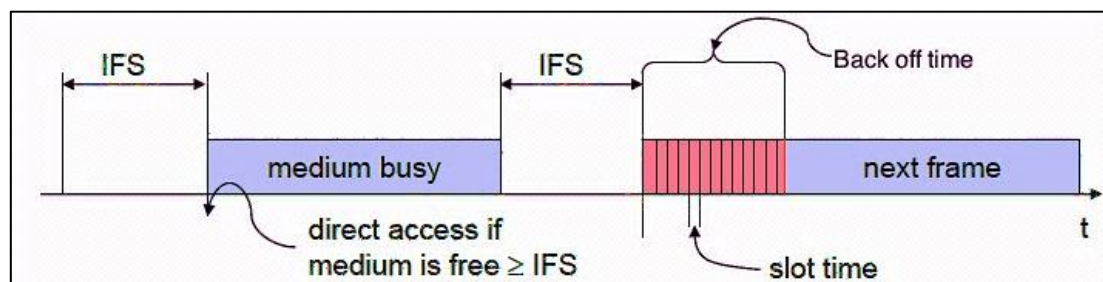 IFS
IFS
Back off time
medium busy
next frame
direct access if
medium is free ≥ IFS
slot time
t